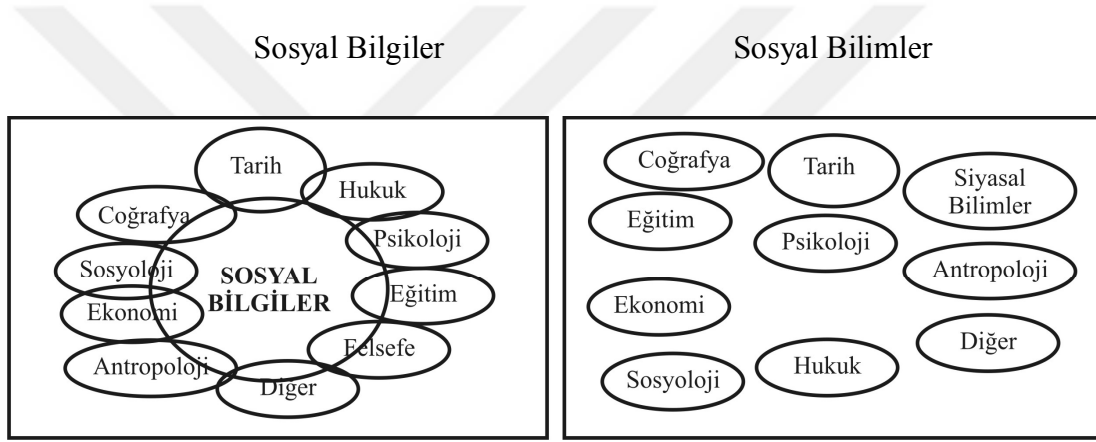 Sosyal Bilgiler
Sosyal Bilimler
Tarih
Hukuk
Coğrafya
Psikoloji
Sosyoloji
SOSYAL
BİLGİLER
Eğitim
Ekonomi
Felsefe
Antropoloji
Diğer
Coğrafya
Tarih
Siyasal
Bilimler
Eğitim
Psikoloji
Antropoloji
Ekonomi
Diğer
Sosyoloji
Hukuk